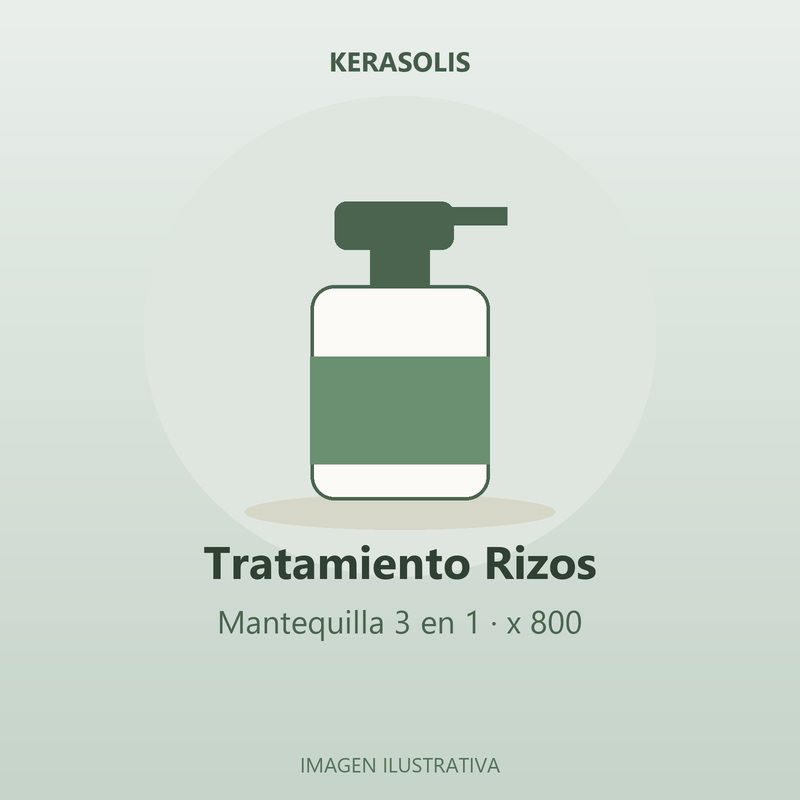 KERASOLIS
Tratamiento Rizos
Mantequilla 3 en 1 · x 800
IMAGEN ILUSTRATIVA